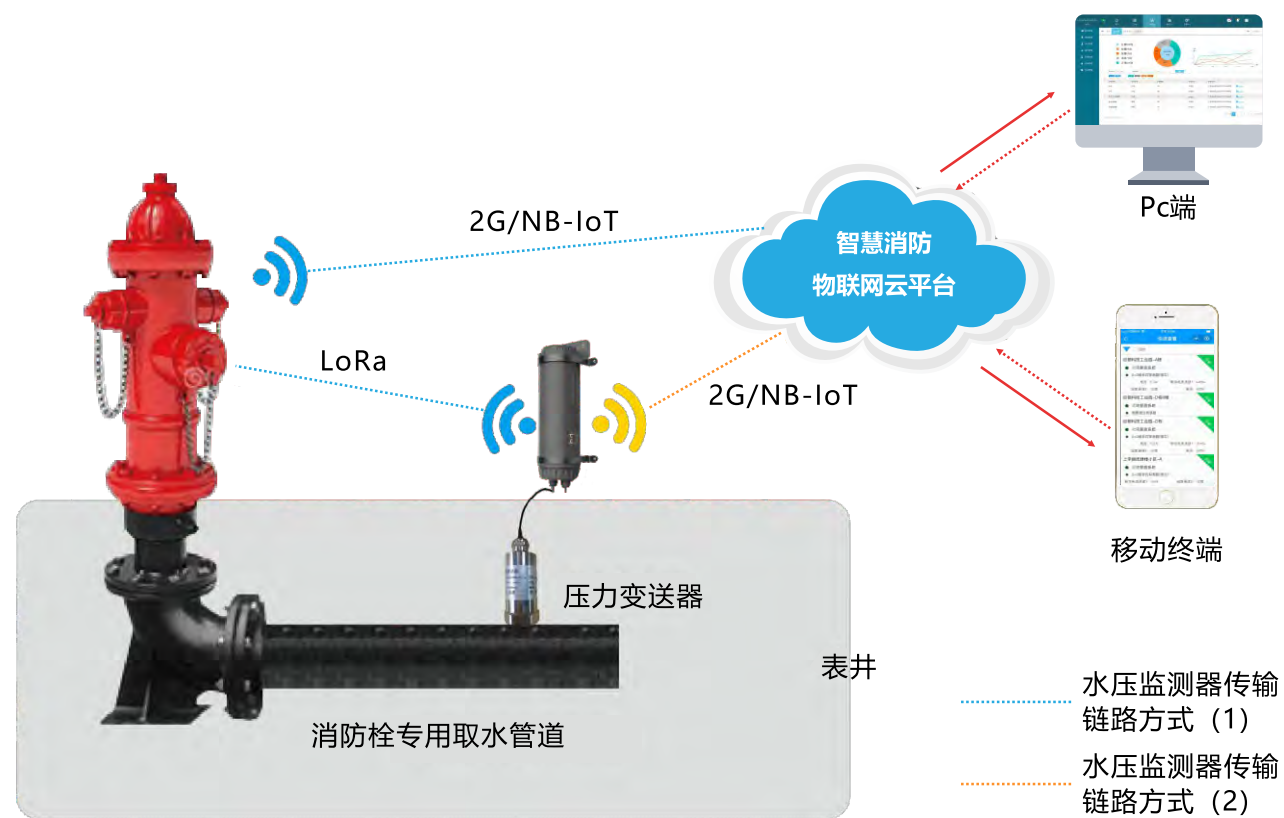 Pc端
2G/NB-IoT
智慧消防
物联网云平台
LoRa
2G/NB-IoT
移动终端
压力变送器
表井
消防栓专用取水管道
水压监测器传输
链路方式（1）
水压监测器传输
链路方式（2）